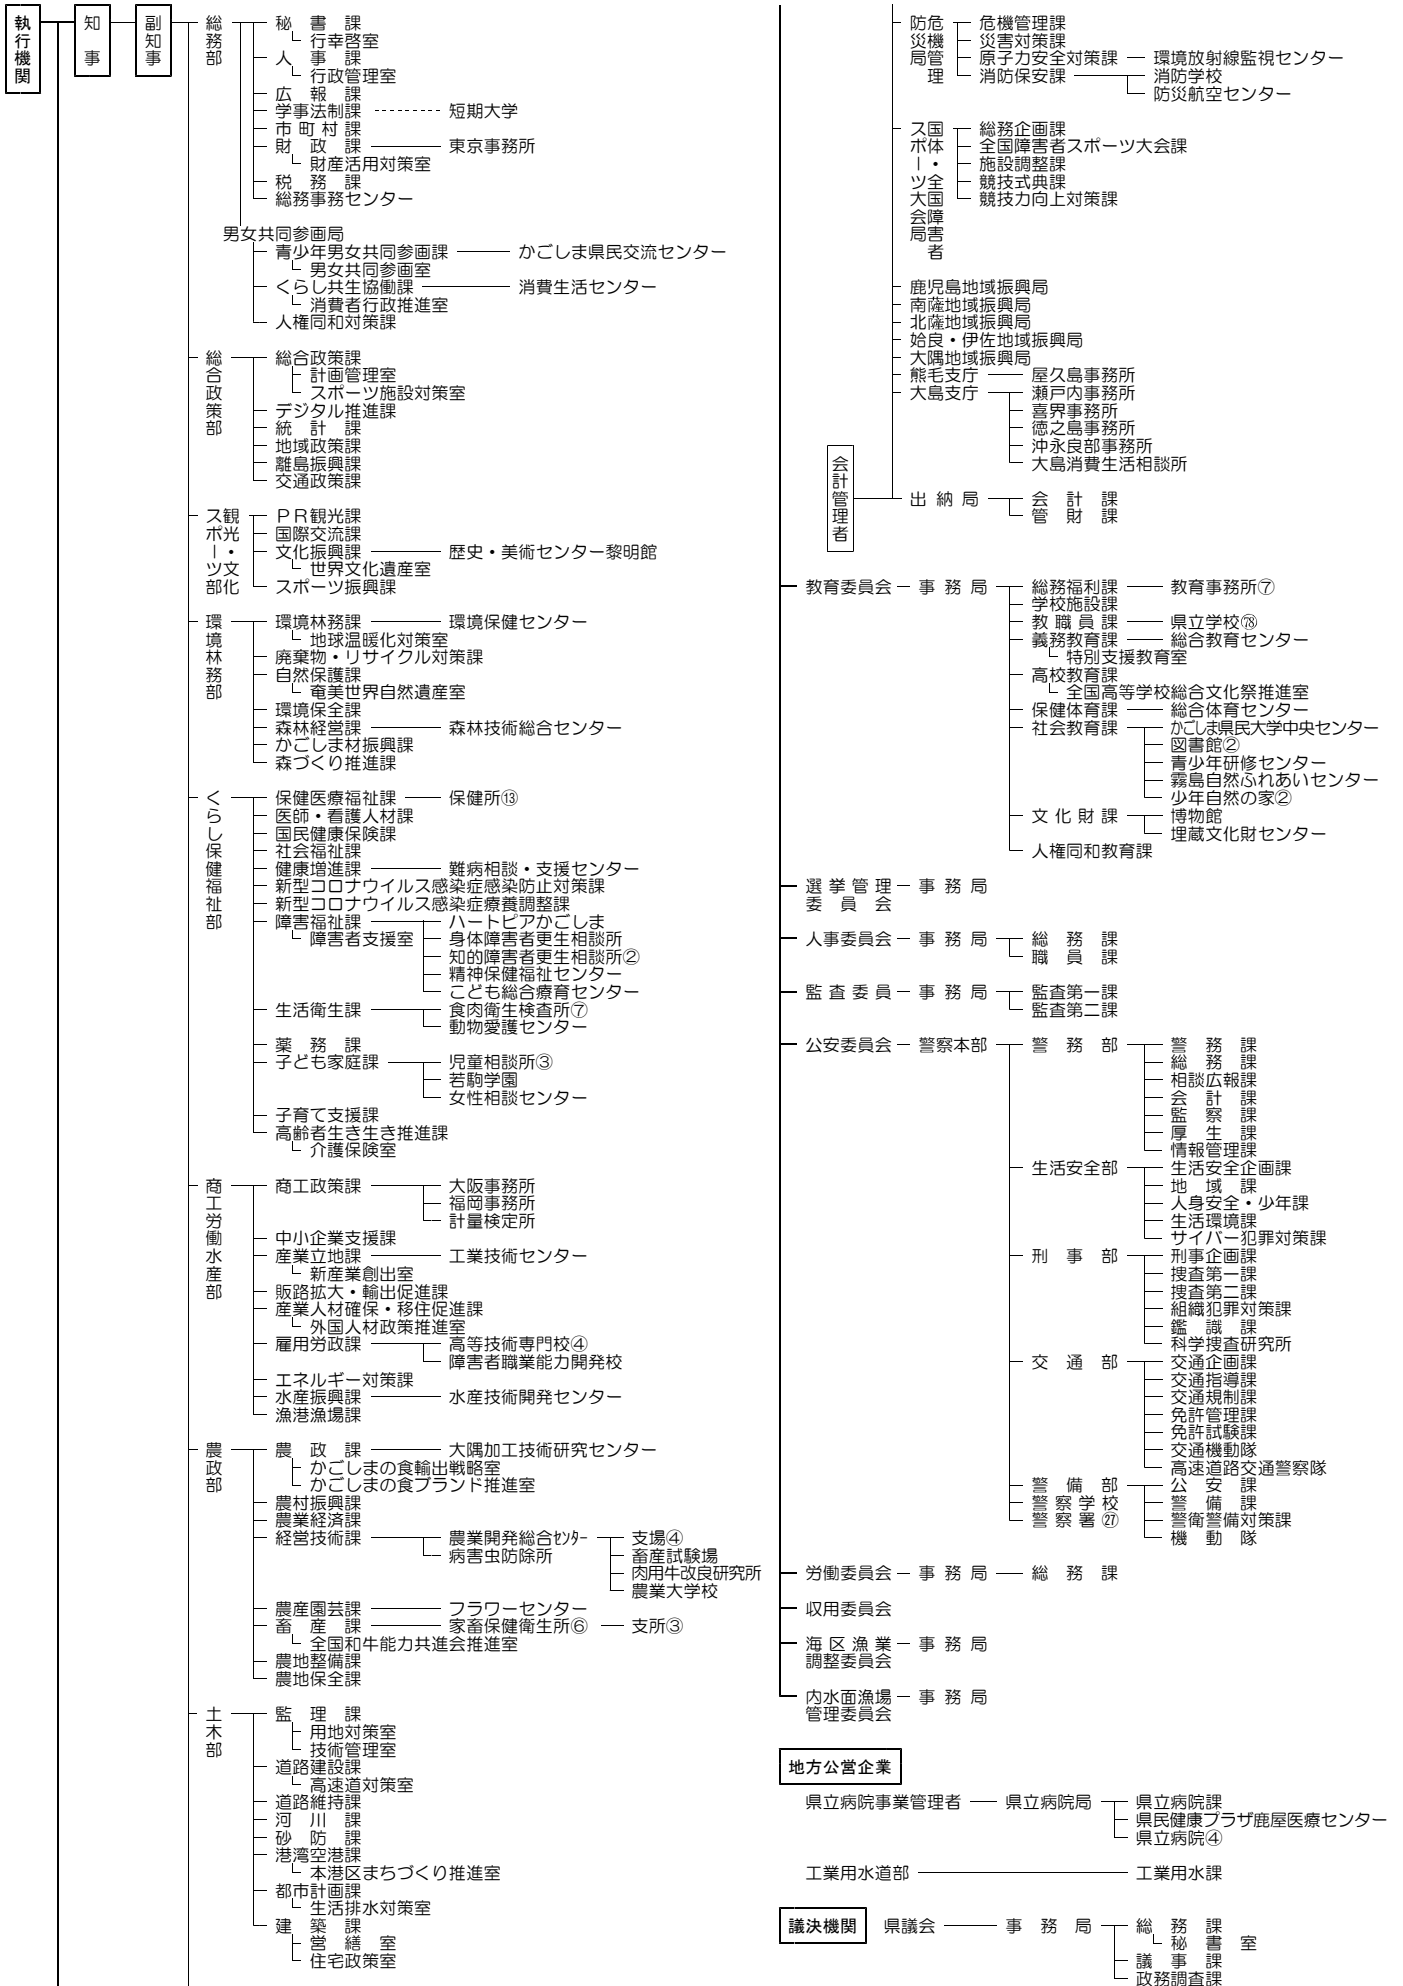 執行機関
知事
副知事
総務部
秘書課
行幸啓室
人事課
行政管理室
広報課
学事法制課 短期大学
市町村課
財政課 東京事務所
財産活用対策室
税務課
総務事務センター
男女共同参画局
青少年男女共同参画課 かごしま県民交流センター
男女共同参画室
くらし共生協働課 消費生活センター
消費者行政推進室
人権同和対策課
総合政策部
総合政策課
計画管理室
スポーツ施設対策室
デジタル推進課
統計課
地域政策課
離島振興課
交通政策課
観光・文化
スポーツ部
PR観光課
国際交流課
文化振興課 歴史・美術センター黎明館
世界文化遺産室
スポーツ振興課
環境林務部
環境林務課 環境保健センター
地球温暖化対策室
廃棄物・リサイクル対策課
自然保護課
奄美世界自然遺産室
環境保全課
森林経営課 森林技術総合センター
かごしま材振興課
森づくり推進課
くらし保健福祉部
保健医療福祉課 保健所⑬
医師・看護人材課
国民健康保険課
社会福祉課
健康増進課 難病相談・支援センター
新型コロナウイルス感染症感染防止対策課
新型コロナウイルス感染症療養調整課
障害福祉課 ハートピアかごしま
障害者支援室 身体障害者更生相談所
知的障害者更生相談所②
精神保健福祉センター
こども総合療育センター
生活衛生課 食肉衛生検査所⑦
動物愛護センター
薬務課
子ども家庭課 児童相談所③
若駒学園
女性相談センター
子育て支援課
高齢者生き生き推進課
介護保険室
商工労働水産部
商工政策課 大阪事務所
福岡事務所
計量検定所
中小企業支援課
産業立地課 工業技術センター
新産業創出室
販路拡大・輸出促進課
産業人材確保・移住促進課
外国人材政策推進室
雇用労政課 高等技術専門校④
障害者職業能力開発校
エネルギー対策課
水産振興課 水産技術開発センター
漁港漁場課
農政部
農政課 大隅加工技術研究センター
かごしまの食輸出戦略室
かごしまの食ブランド推進室
農村振興課
農業経済課
経営技術課 農業開発総合センター 支場④
病害虫防除所 畜産試験場
肉用牛改良研究所
農業大学校
農産園芸課 フラワーセンター
畜産課 家畜保健衛生所⑥ 支所③
全国和牛能力共進会推進室
農地整備課
農地保全課
土木部
監理課
用地対策室
技術管理室
道路建設課
高速道対策室
道路維持課
河川課
砂防課
港湾空港課
本港区まちづくり推進室
都市計画課
生活排水対策室
建築課
営繕室
住宅政策室
危機管理
防災局
危機管理課
災害対策課
原子力安全対策課 環境放射線監視センター
消防保安課 消防学校
防災航空センター
国体・全国障害者
スポーツ大会局
総務企画課
全国障害者スポーツ大会課
施設調整課
競技式典課
競技力向上対策課
鹿児島地域振興局
南薩地域振興局
北薩地域振興局
姶良・伊佐地域振興局
大隅地域振興局
熊毛支庁 屋久島事務所
大島支庁 瀬戸内事務所
喜界事務所
徳之島事務所
沖永良部事務所
大島消費生活相談所
会計管理者
出納局 会計課
管財課
教育委員会 事務局 総務福利課 教育事務所⑦
学校施設課
教職員課 県立学校㊆
義務教育課 総合教育センター
特別支援教育室
高校教育課
全国高等学校総合文化祭推進室
保健体育課 総合体育センター
社会教育課 かごしま県民大学中央センター
図書館②
青少年研修センター
霧島自然ふれあいセンター
少年自然の家②
文化財課 博物館
埋蔵文化財センター
人権同和教育課
選挙管理 事務局
委員会
人事委員会 事務局 総務課
職員課
監査委員 事務局 監査第一課
監査第二課
公安委員会 警察本部 警務部 警務課
総務課
相談広報課
会計課
監察課
厚生課
情報管理課
生活安全部 生活安全企画課
地域課
人身安全・少年課
生活環境課
サイバー犯罪対策課
刑事部 刑事企画課
捜査第一課
捜査第二課
組織犯罪対策課
鑑識課
科学捜査研究所
交通部 交通企画課
交通指導課
交通規制課
免許管理課
免許試験課
交通機動隊
高速道路交通警察隊
警備部 公安課
警察学校 警備課
警察署㉗ 警衛警備対策課
機動隊
労働委員会 事務局 総務課
収用委員会
海区漁業 事務局
調整委員会
内水面漁場 事務局
管理委員会
地方公営企業
県立病院事業管理者 県立病院局 県立病院課
県民健康プラザ鹿屋医療センター
県立病院④
工業用水道部 工業用水課
議決機関 県議会 事務局 総務課
秘書室
議事課
政務調査課